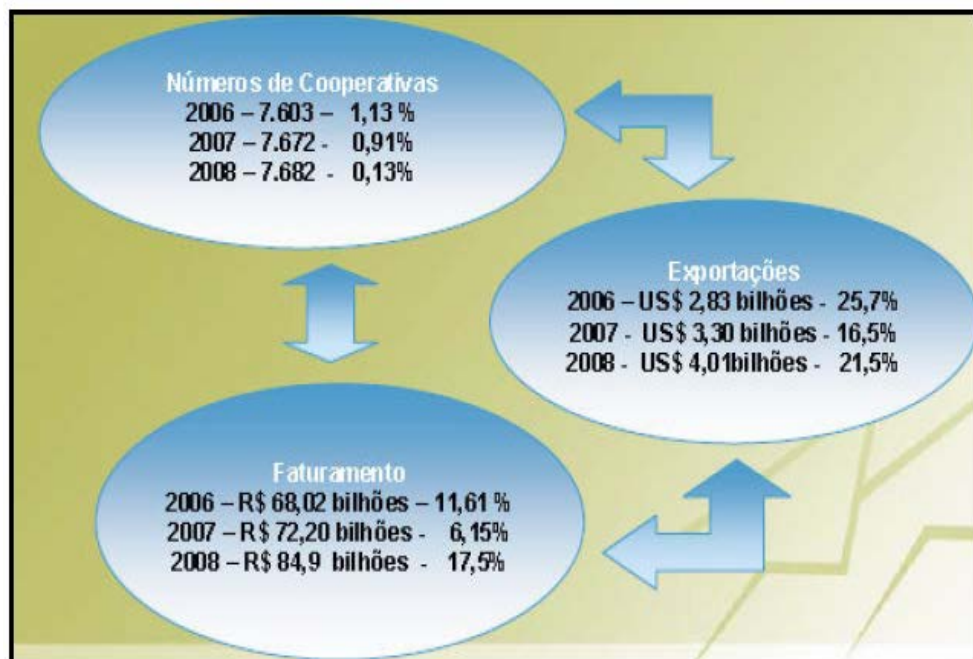 Números de Cooperativas
2006 – 7.603 – 1,13 %
2007 – 7.672 - 0,91%
2008 – 7.682 - 0,13%
Exportações
2006 – US$ 2,83 bilhões - 25,7%
2007 - US$ 3,30 bilhões - 16,5%
2008 - US$ 4,01bilhões - 21,5%
Faturamento
2006 – R$ 68,02 bilhões – 11,61 %
2007 – R$ 72,20 bilhões - 6,15%
2008 – R$ 84,9 bilhões - 17,5%